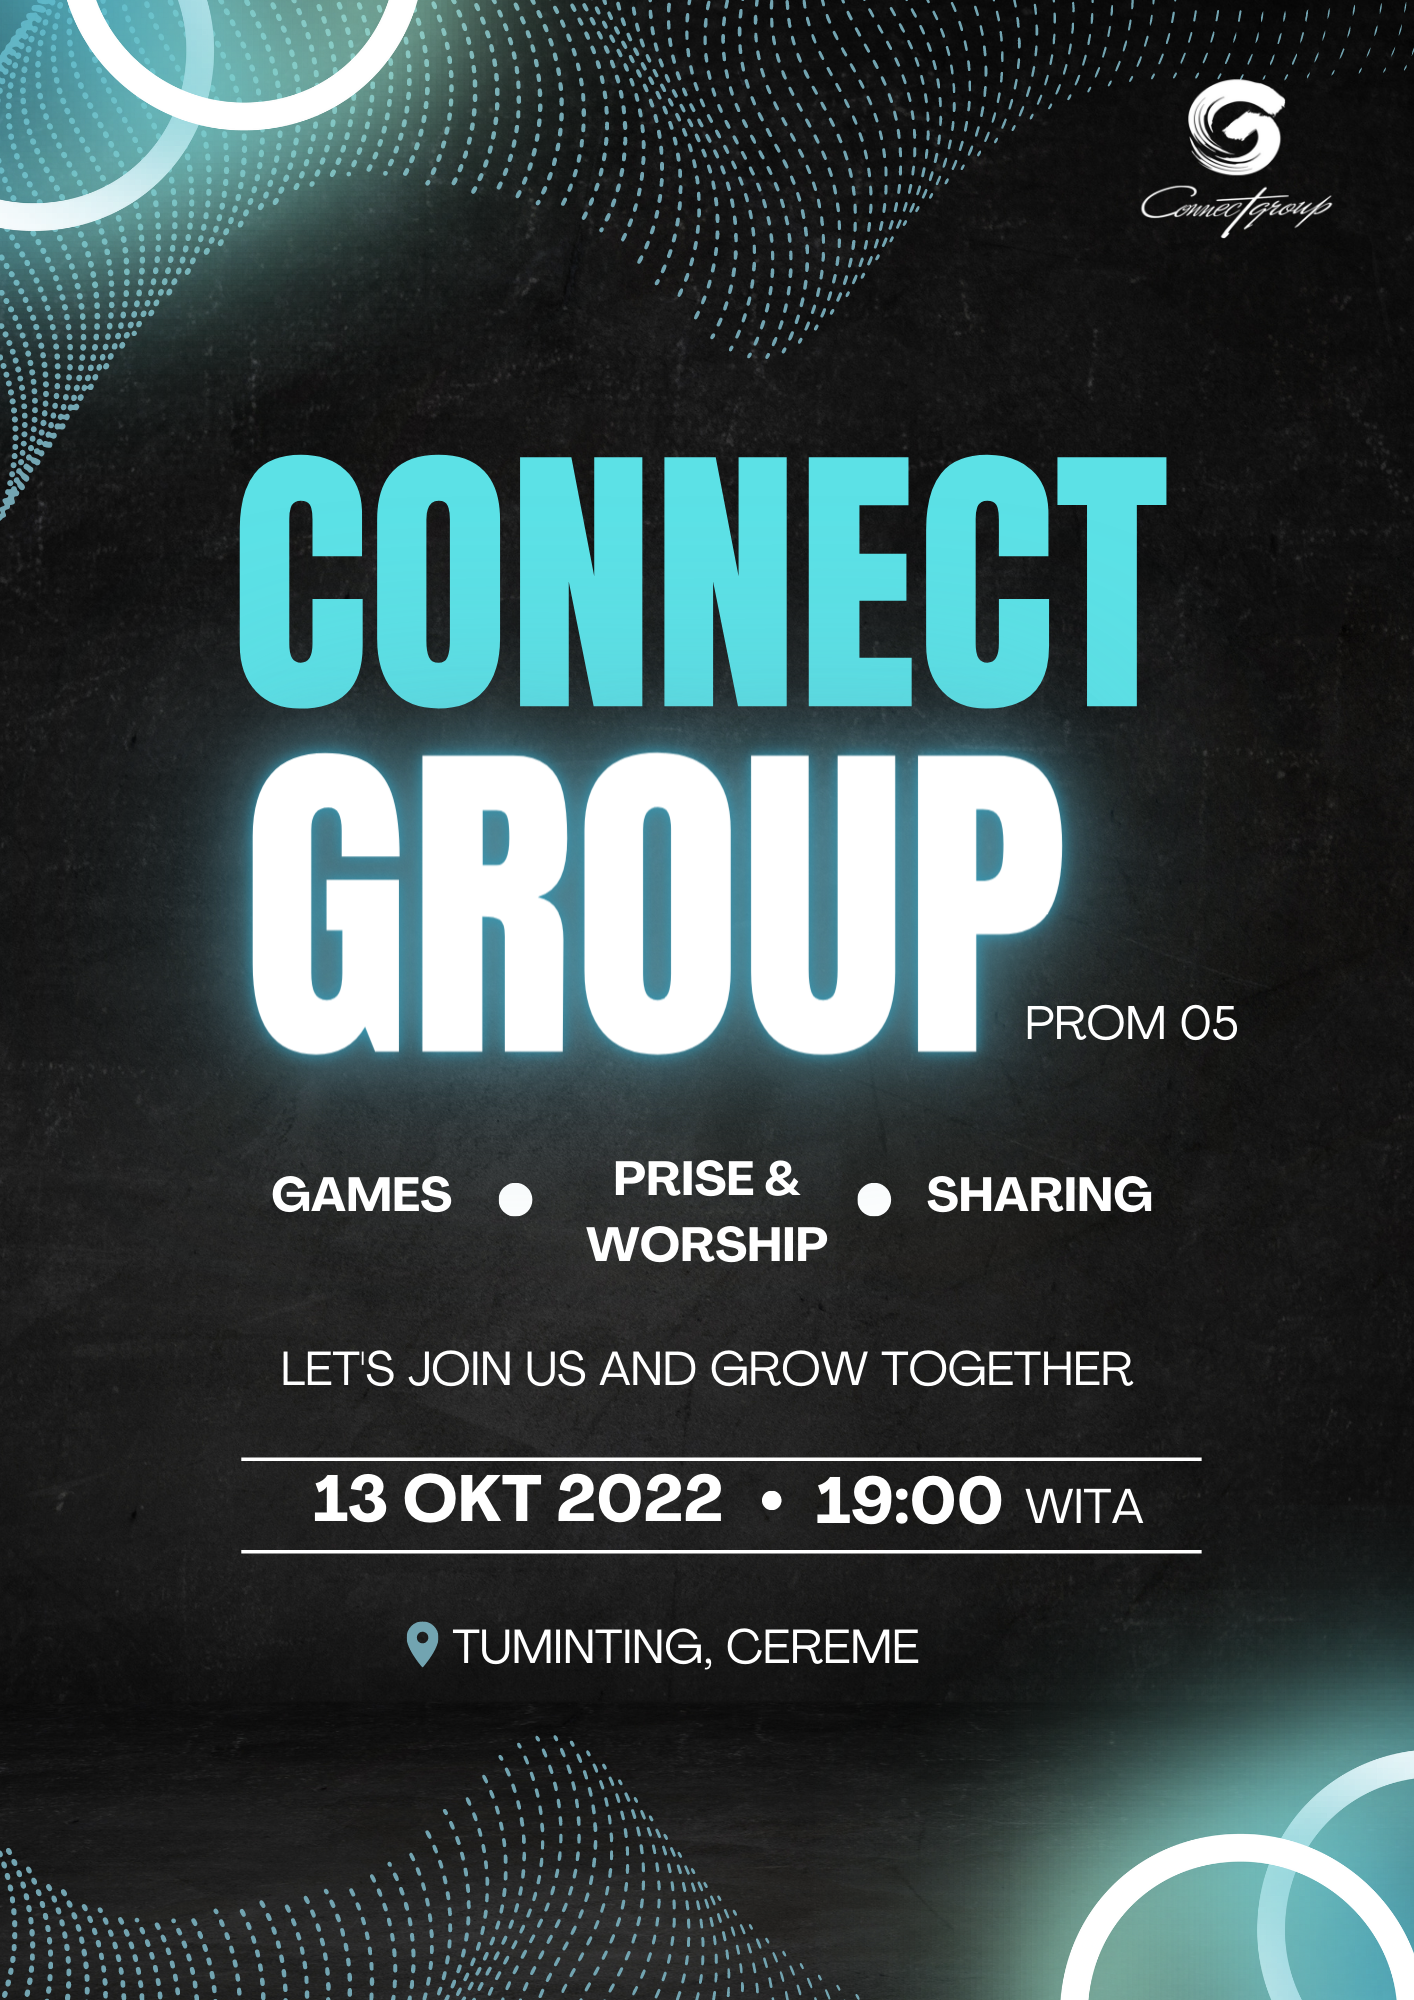 Connectgroup
CONNECT
GROUP
PROM 05
GAMES
PRISE &
WORSHIP
SHARING
LET'S JOIN US AND GROW TOGETHER
13 OKT 2022 • 19:00 WITA
TUMINTING, CEREME